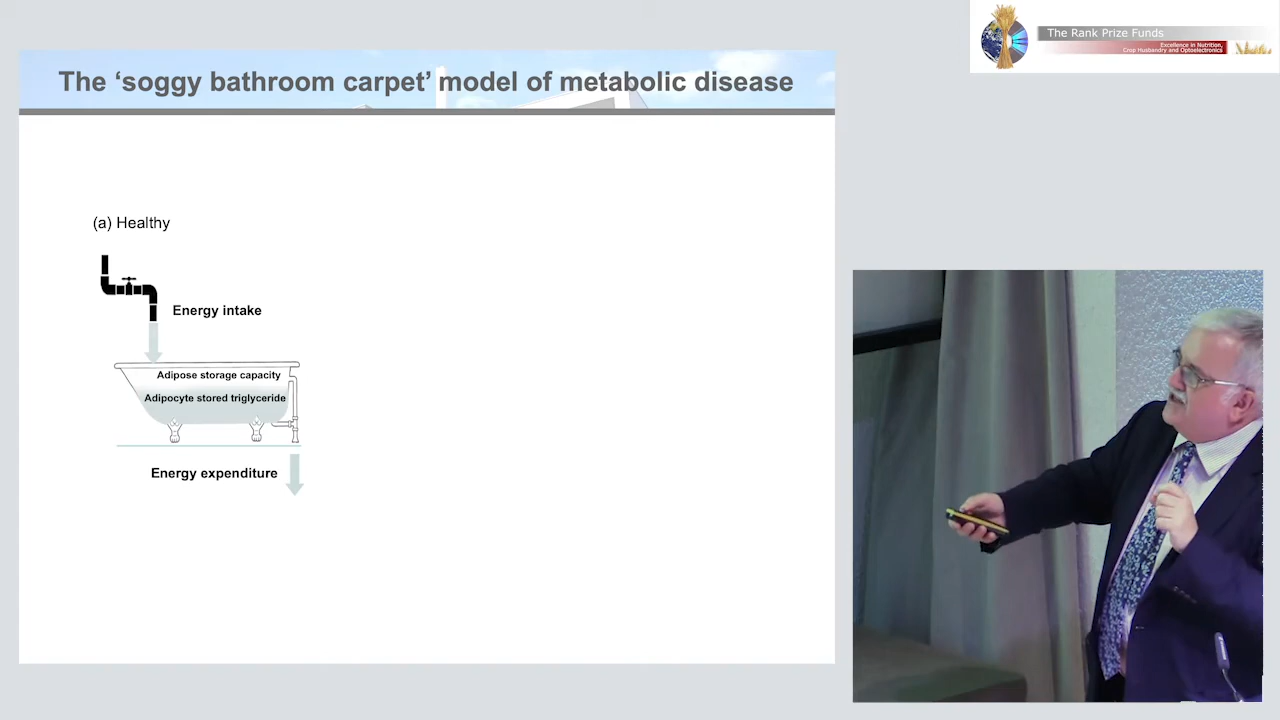 The Rank Prize Funds
Excellence in Nutrition,
Crop Husbandry and Optoelectronics
The ‘soggy bathroom carpet’ model of metabolic disease
(a) Healthy
Energy intake
Adipose storage capacity
Adipocyte stored triglyceride
Energy expenditure